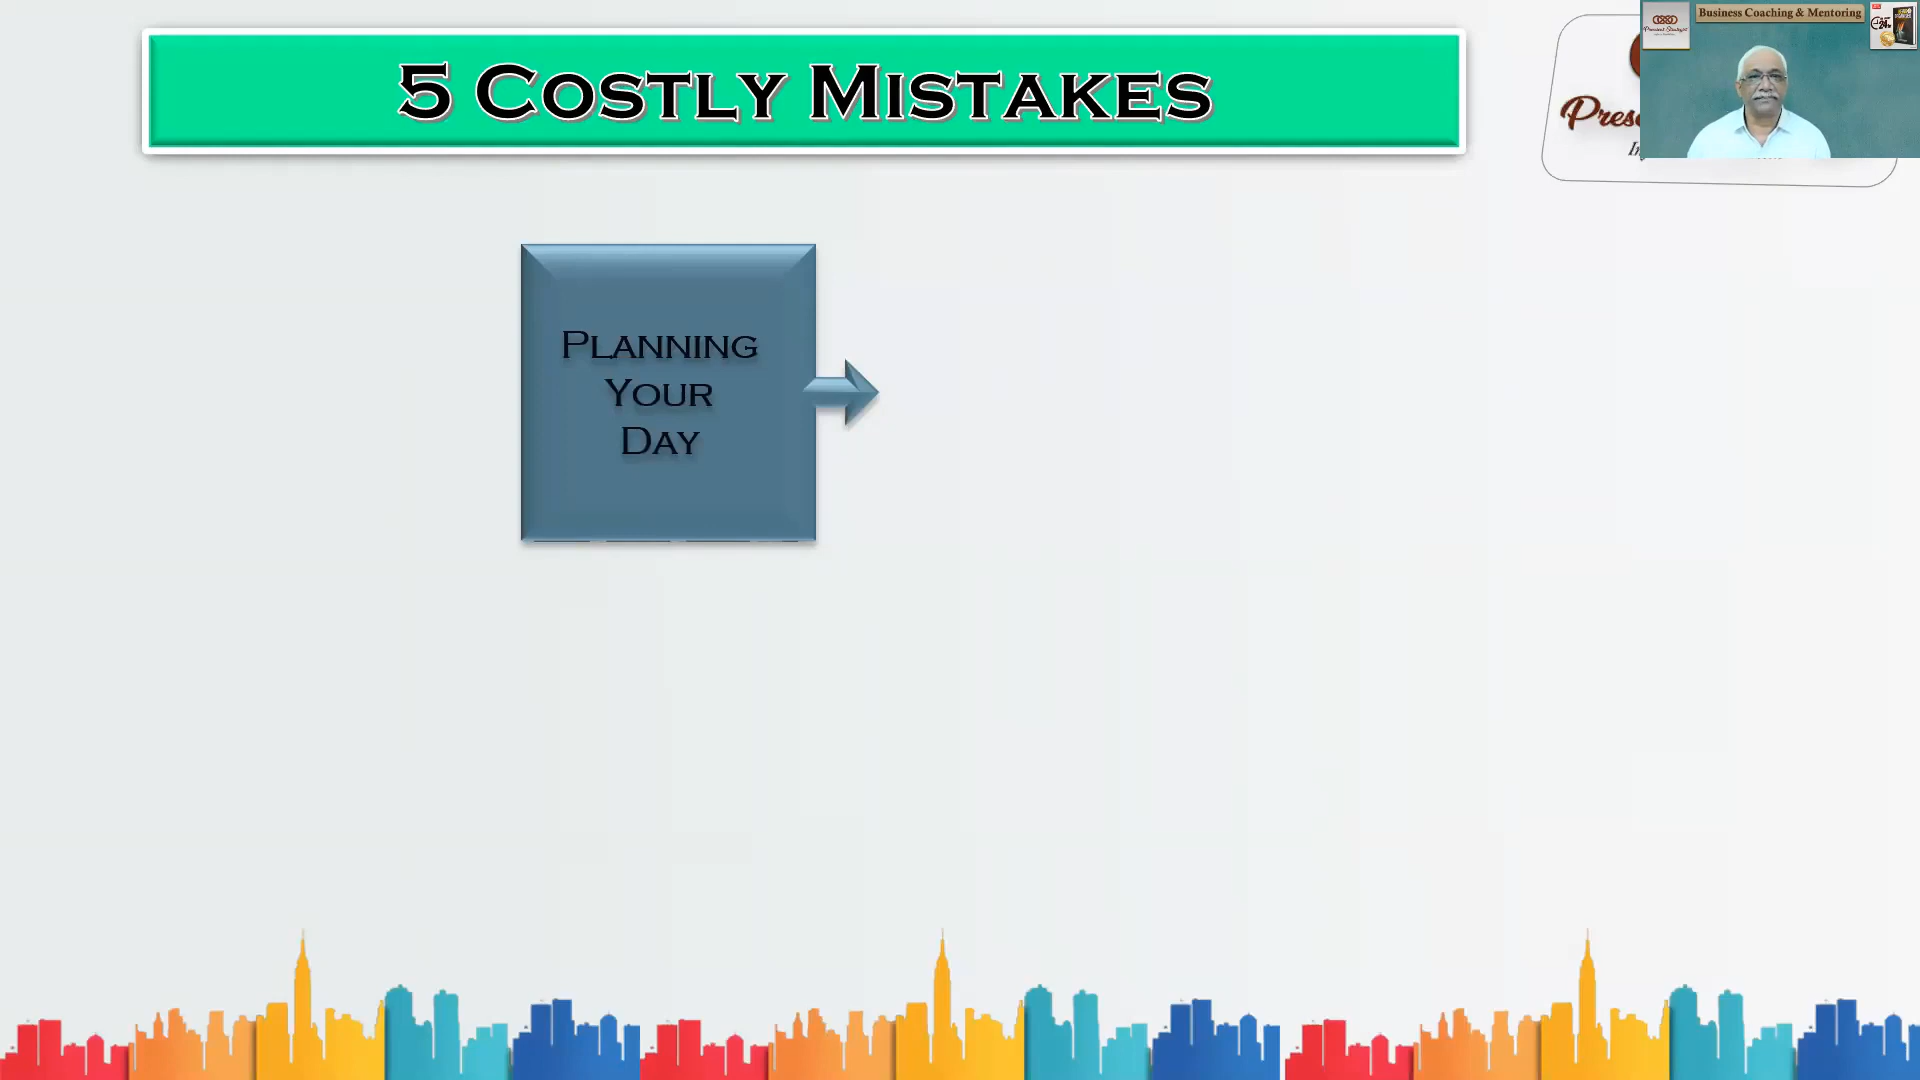 5 Costly Mistakes
Business Coaching & Mentoring
Planning
Your
Day